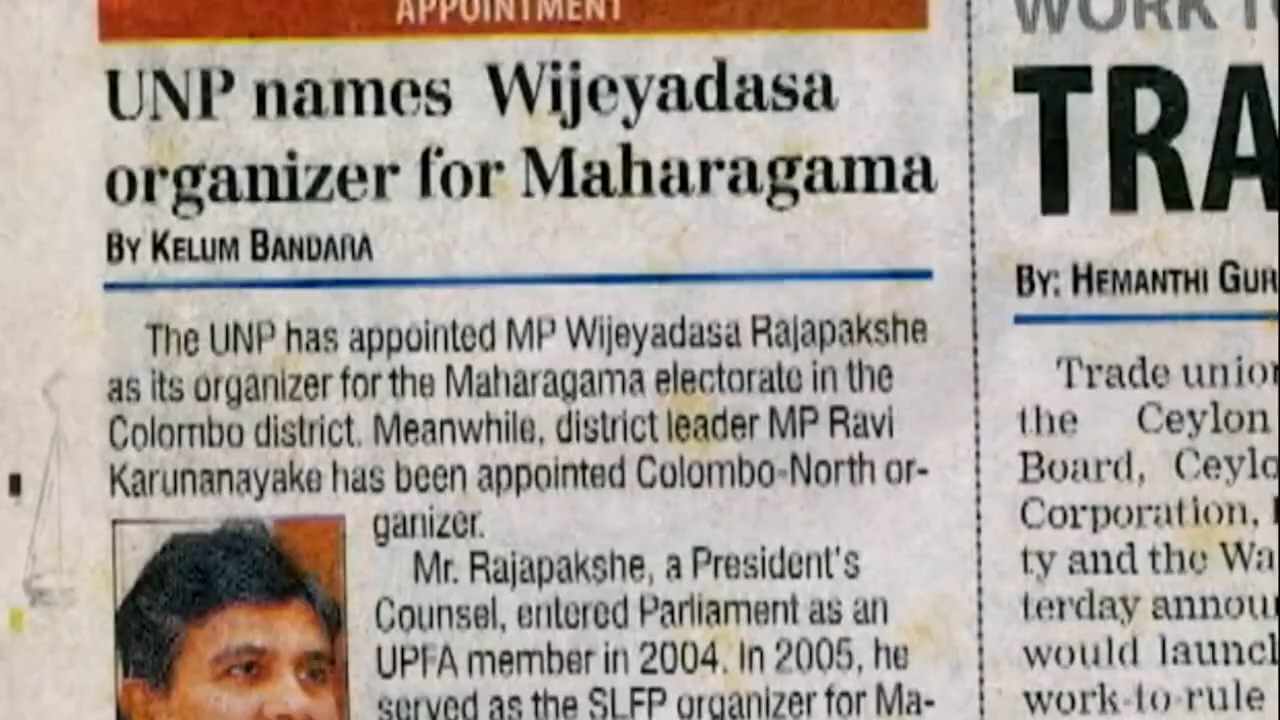 APPOINTMENT
UNP names Wijeyadasa
organizer for Maharagama
BY KELUM BANDARA
The UNP has appointed MP Wijeyadasa Rajapakshe
as its organizer for the Maharagama electorate in the
Colombo district. Meanwhile, district leader MP Ravi
Karunanayake has been appointed Colombo-North or-
ganizer.
Mr. Rajapakshe, a President's
Counsel, entered Parliament as an
UPFA member in 2004. In 2005, he
served as the SLFP organizer for Ma-
WORK
TRA
BY: HEMANTHI GUR
Trade union
the Ceylon
Board, Ceylo
Corporation,
ty and the Wa
terday annou
would launc
work-to-rule